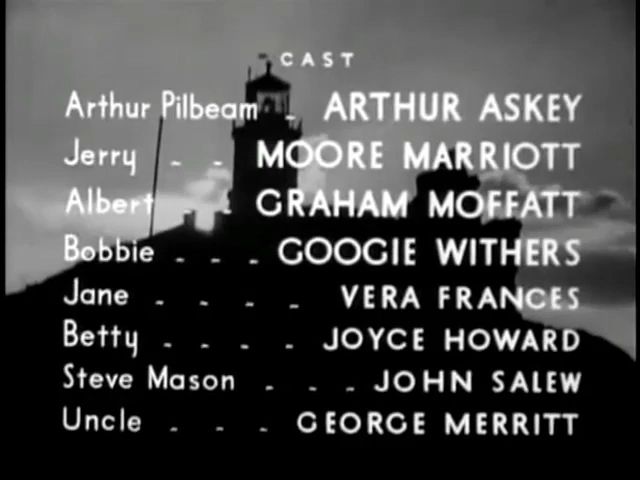 CAST
Arthur Pilbeam - ARTHUR ASKEY
Jerry - - MOORE MARRIOTT
Albert - - GRAHAM MOFFATT
Bobbie - - - GOOGIE WITHERS
Jane - - - - VERA FRANCES
Betty - - - - JOYCE HOWARD
Steve Mason - - - JOHN SALEW
Uncle - - - GEORGE MERRITT